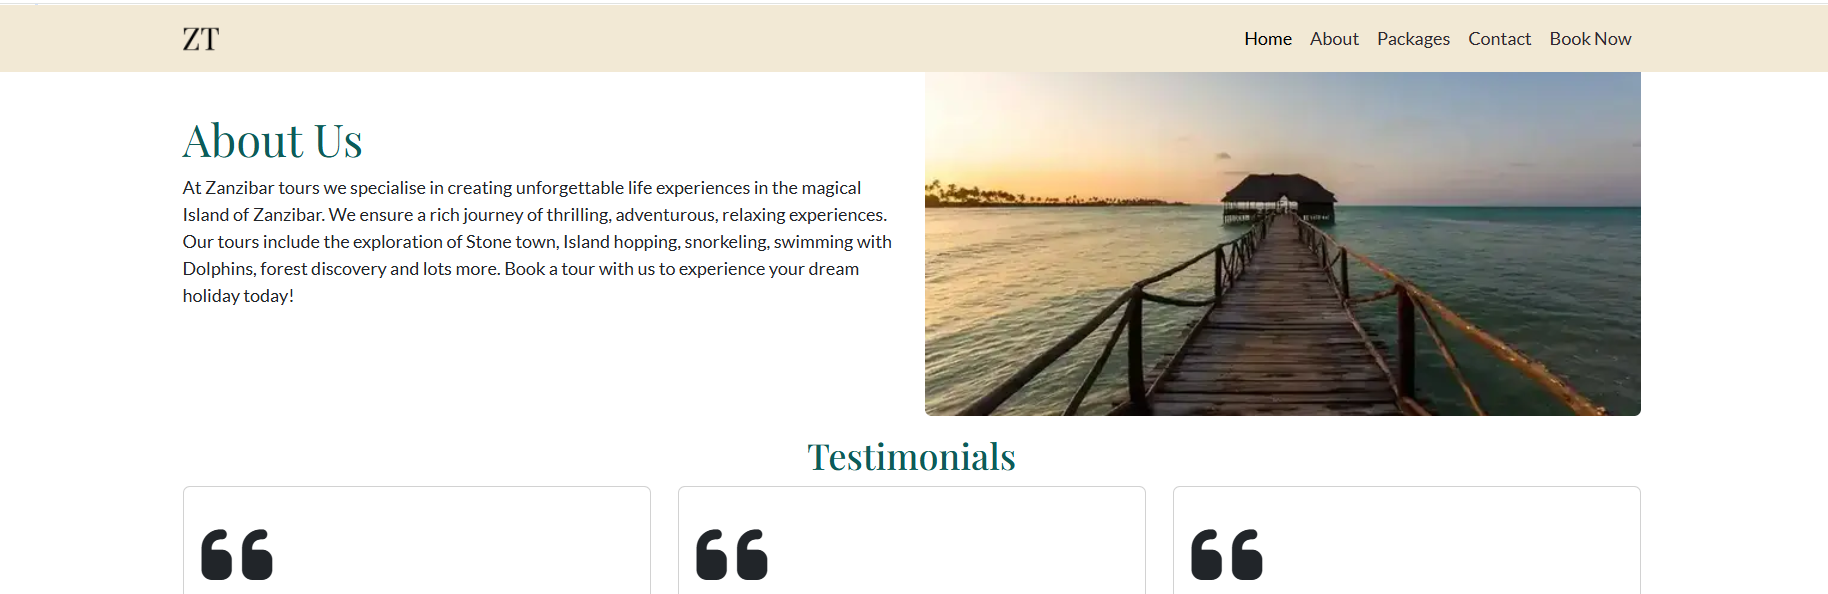 ZT
Home About Packages Contact Book Now
About Us
At Zanzibar tours we specialise in creating unforgettable life experiences in the magical
Island of Zanzibar. We ensure a rich journey of thrilling, adventurous, relaxing experiences.
Our tours include the exploration of Stone town, Island hopping, snorkeling, swimming with
Dolphins, forest discovery and lots more. Book a tour with us to experience your dream
holiday today!
Testimonials